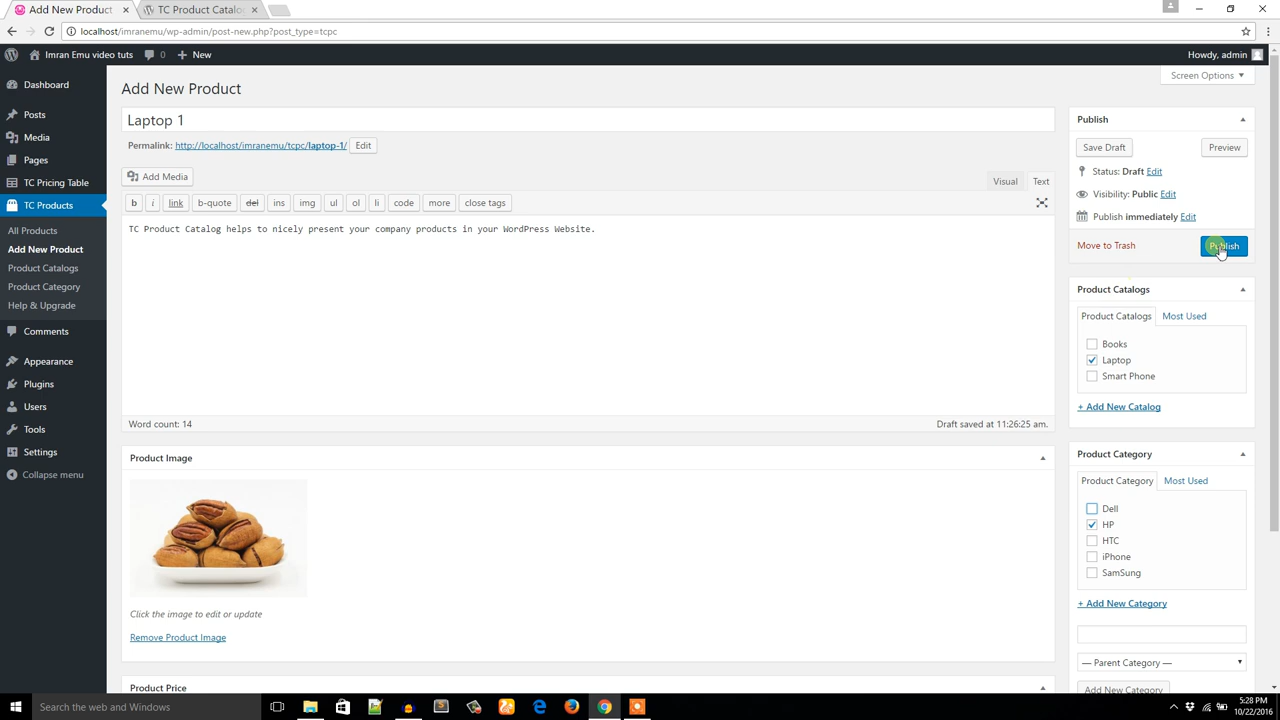 Add New Product
TC Product Catalog
localhost/imranemu/wp-admin/post-new.php?post_type=tcpc
Imran Emu video tuts
0
New
Howdy, admin
Dashboard
Posts
Media
Pages
TC Pricing Table
TC Products
All Products
Add New Product
Product Catalogs
Product Category
Help & Upgrade
Comments
Appearance
Plugins
Users
Tools
Settings
Collapse menu
Screen Options
Add New Product
Laptop 1
Permalink: http://localhost/imranemu/tcpc/laptop-1/ Edit
Add Media
Visual Text
b i link b-quote del ins img ul ol li code more close tags
TC Product Catalog helps to nicely present your company products in your WordPress Website.
Word count: 14
Draft saved at 11:26:25 am.
Product Image
Click the image to edit or update
Remove Product Image
Product Price
Publish
Save Draft Preview
Status: Draft Edit
Visibility: Public Edit
Publish immediately Edit
Move to Trash Publish
Product Catalogs
Product Catalogs Most Used
Books
Laptop
Smart Phone
+ Add New Catalog
Product Category
Product Category Most Used
Dell
HP
HTC
iPhone
SamSung
+ Add New Category
— Parent Category —
Add New Category
Search the web and Windows
5:28 PM
10/22/2016